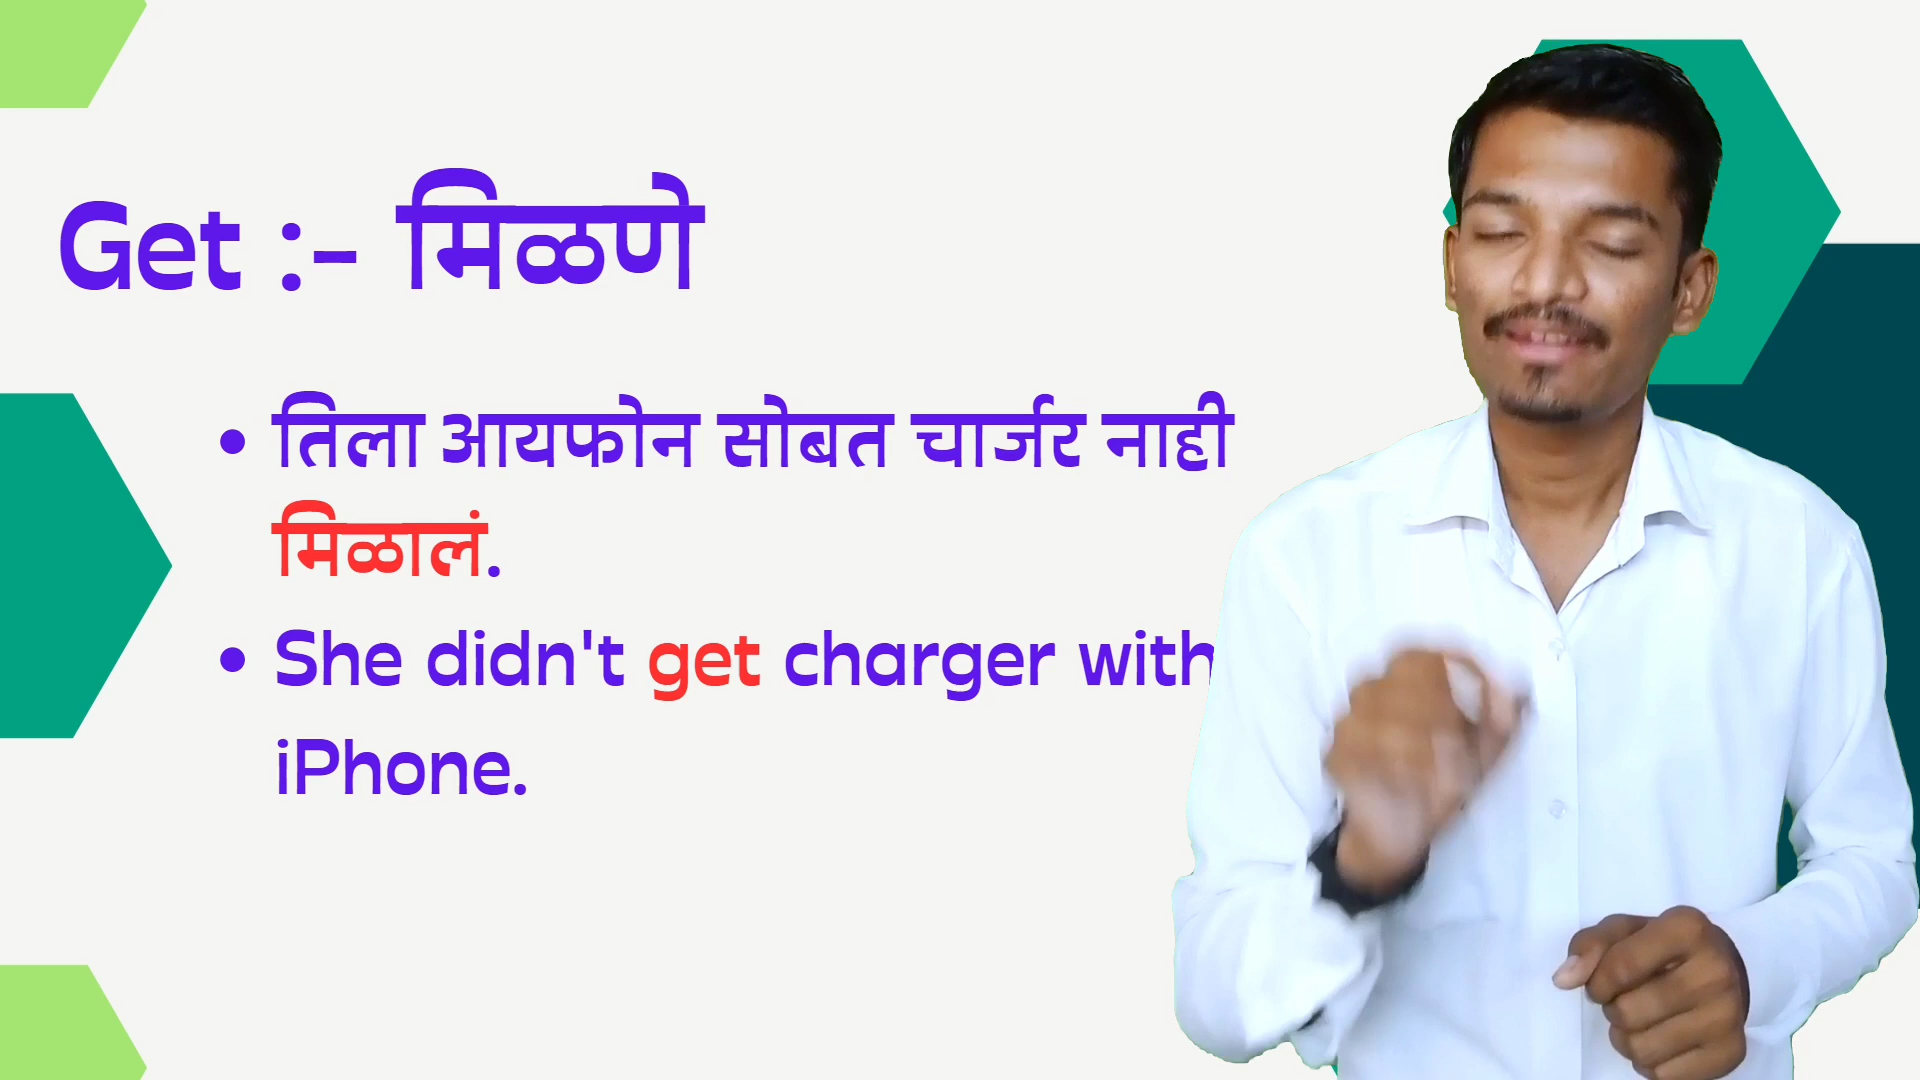 Get :- मिळणे
• तिला आयफोन सोबत चार्जर नाही
मिळालं.
• She didn't get charger with
iPhone.